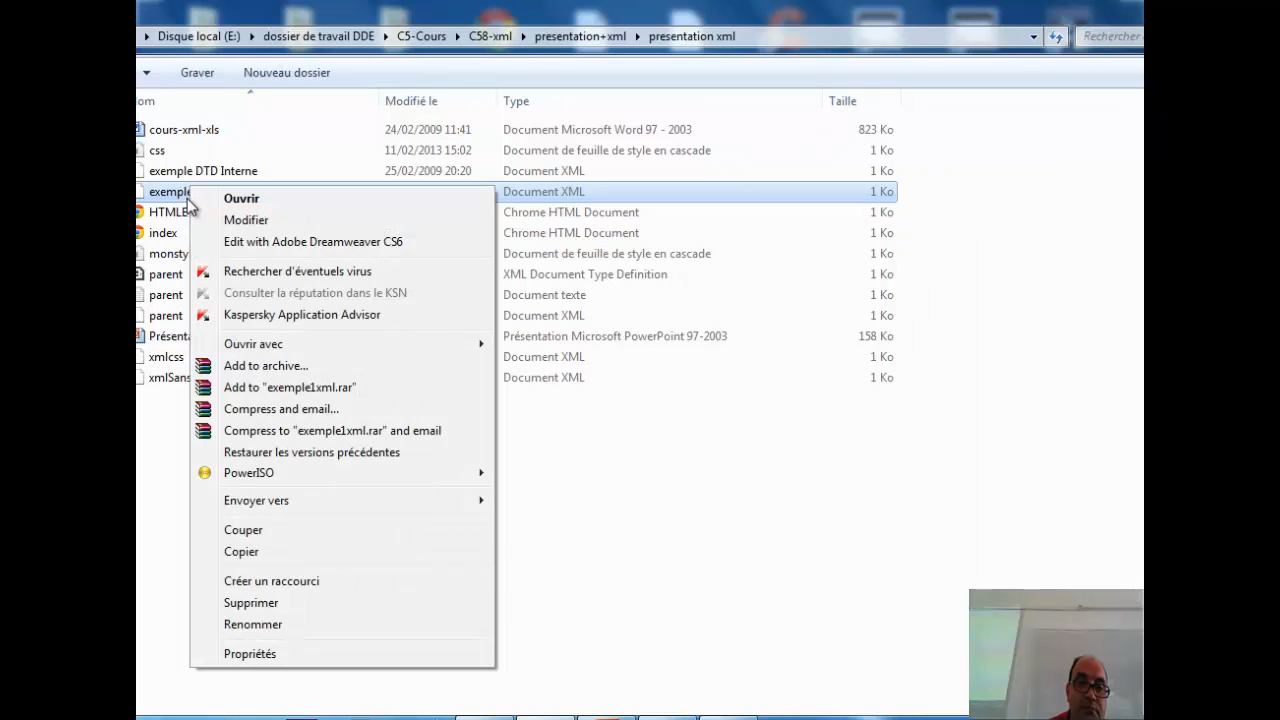 Disque local (E:) dossier de travail DDE C5-Cours C58-xml presentation+xml presentation xml Rechercher
Graver Nouveau dossier
Modifié le Type Taille
cours-xml-xls 24/02/2009 11:41 Document Microsoft Word 97 - 2003 823 Ko
css 11/02/2013 15:02 Document de feuille de style en cascade 1 Ko
exemple DTD Interne 25/02/2009 20:20 Document XML 1 Ko
exemple Document XML 1 Ko
HTMLE Chrome HTML Document 1 Ko
index Chrome HTML Document 1 Ko
monsty Document de feuille de style en cascade 1 Ko
parent XML Document Type Definition 1 Ko
parent Document texte 1 Ko
parent Document XML 1 Ko
Présenta Présentation Microsoft PowerPoint 97-2003 158 Ko
xmlcss Document XML 1 Ko
xmlSans Document XML 1 Ko
Ouvrir
Modifier
Edit with Adobe Dreamweaver CS6
Rechercher d'éventuels virus
Consulter la réputation dans le KSN
Kaspersky Application Advisor
Ouvrir avec
Add to archive...
Add to "exemple1xml.rar"
Compress and email...
Compress to "exemple1xml.rar" and email
Restaurer les versions précédentes
PowerISO
Envoyer vers
Couper
Copier
Créer un raccourci
Supprimer
Renommer
Propriétés